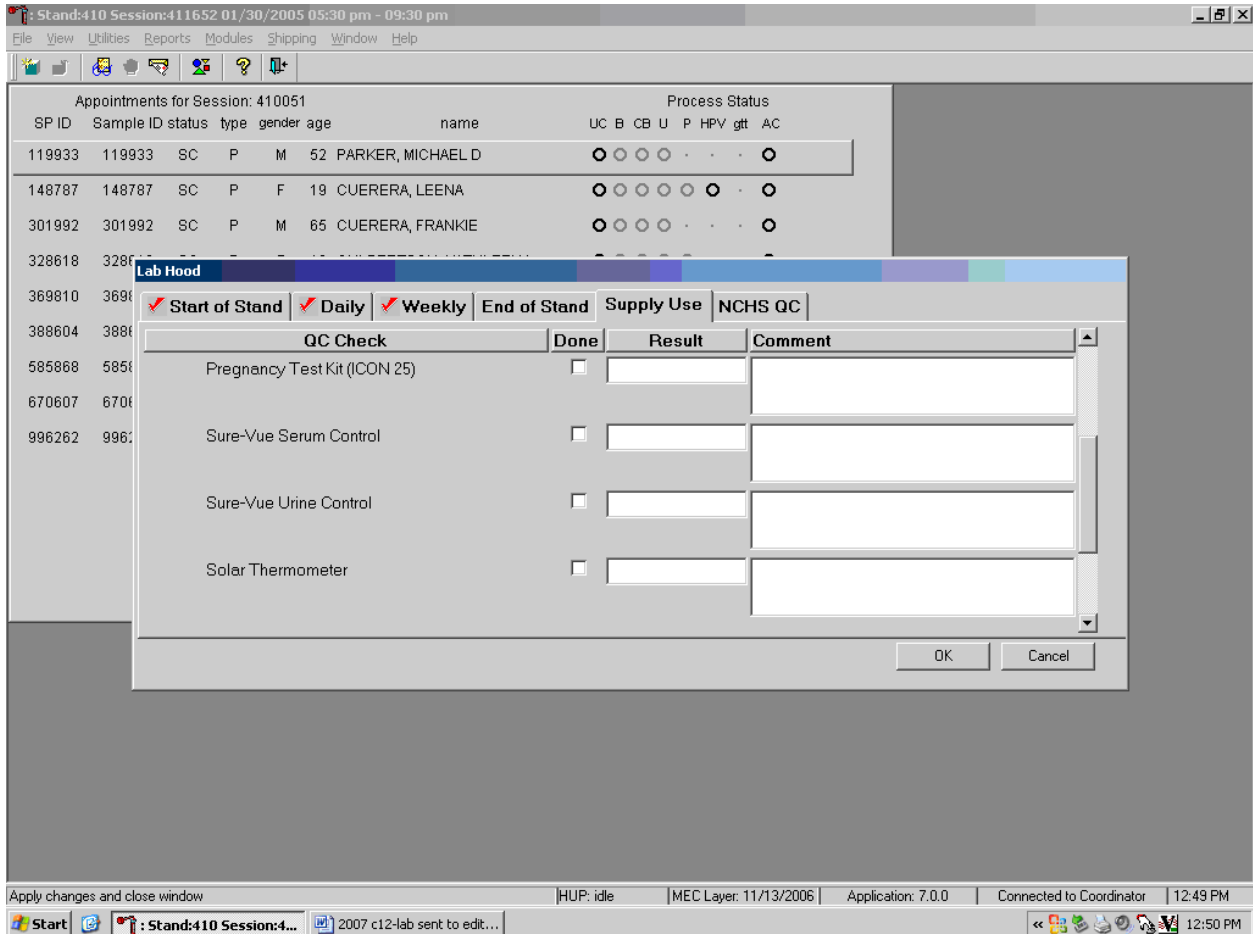 : Stand:410 Session:411652 01/30/2005 05:30 pm - 09:30 pm
File View Utilities Reports Modules Shipping Window Help
Appointments for Session: 410051 Process Status
SP ID Sample ID status type gender age name UC B CB U P HPV gtt AC
119933 119933 SC P M 52 PARKER, MICHAEL D
148787 148787 SC P F 19 CUERERA, LEENA
301992 301992 SC P M 65 CUERERA, FRANKIE
328618
369810
388604
585868
670607
996262
Lab Hood
Start of Stand Daily Weekly End of Stand Supply Use NCHS QC
QC Check Done Result Comment
Pregnancy Test Kit (ICON 25)
Sure-Vue Serum Control
Sure-Vue Urine Control
Solar Thermometer
OK Cancel
Apply changes and close window HUP: idle MEC Layer: 11/13/2006 Application: 7.0.0 Connected to Coordinator 12:49 PM
Start : Stand:410 Session:4... 2007 c12-lab sent to edit... « 12:50 PM